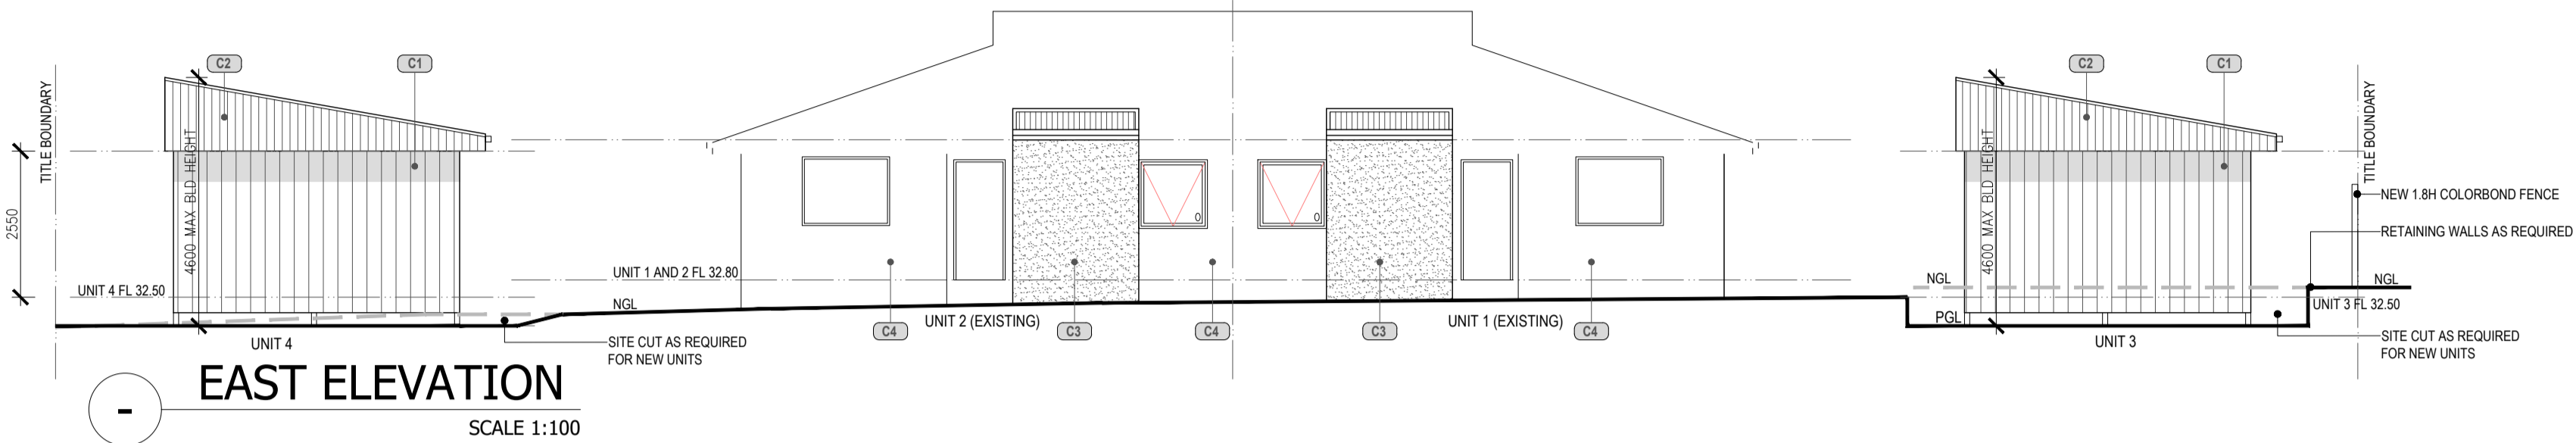 TITLE BOUNDARY
C2
C1
4600 MAX BLD HEIGHT
2550
UNIT 4 FL 32.50
UNIT 4
SITE CUT AS REQUIRED
FOR NEW UNITS
UNIT 1 AND 2 FL 32.80
NGL
C4
UNIT 2 (EXISTING)
C3
C4
C3
UNIT 1 (EXISTING)
C4
C2
C1
4600 MAX BLD HEIGHT
TITLE BOUNDARY
NEW 1.8H COLORBOND FENCE
RETAINING WALLS AS REQUIRED
NGL
NGL
UNIT 3 FL 32.50
PGL
UNIT 3
SITE CUT AS REQUIRED
FOR NEW UNITS
-
EAST ELEVATION
SCALE 1:100